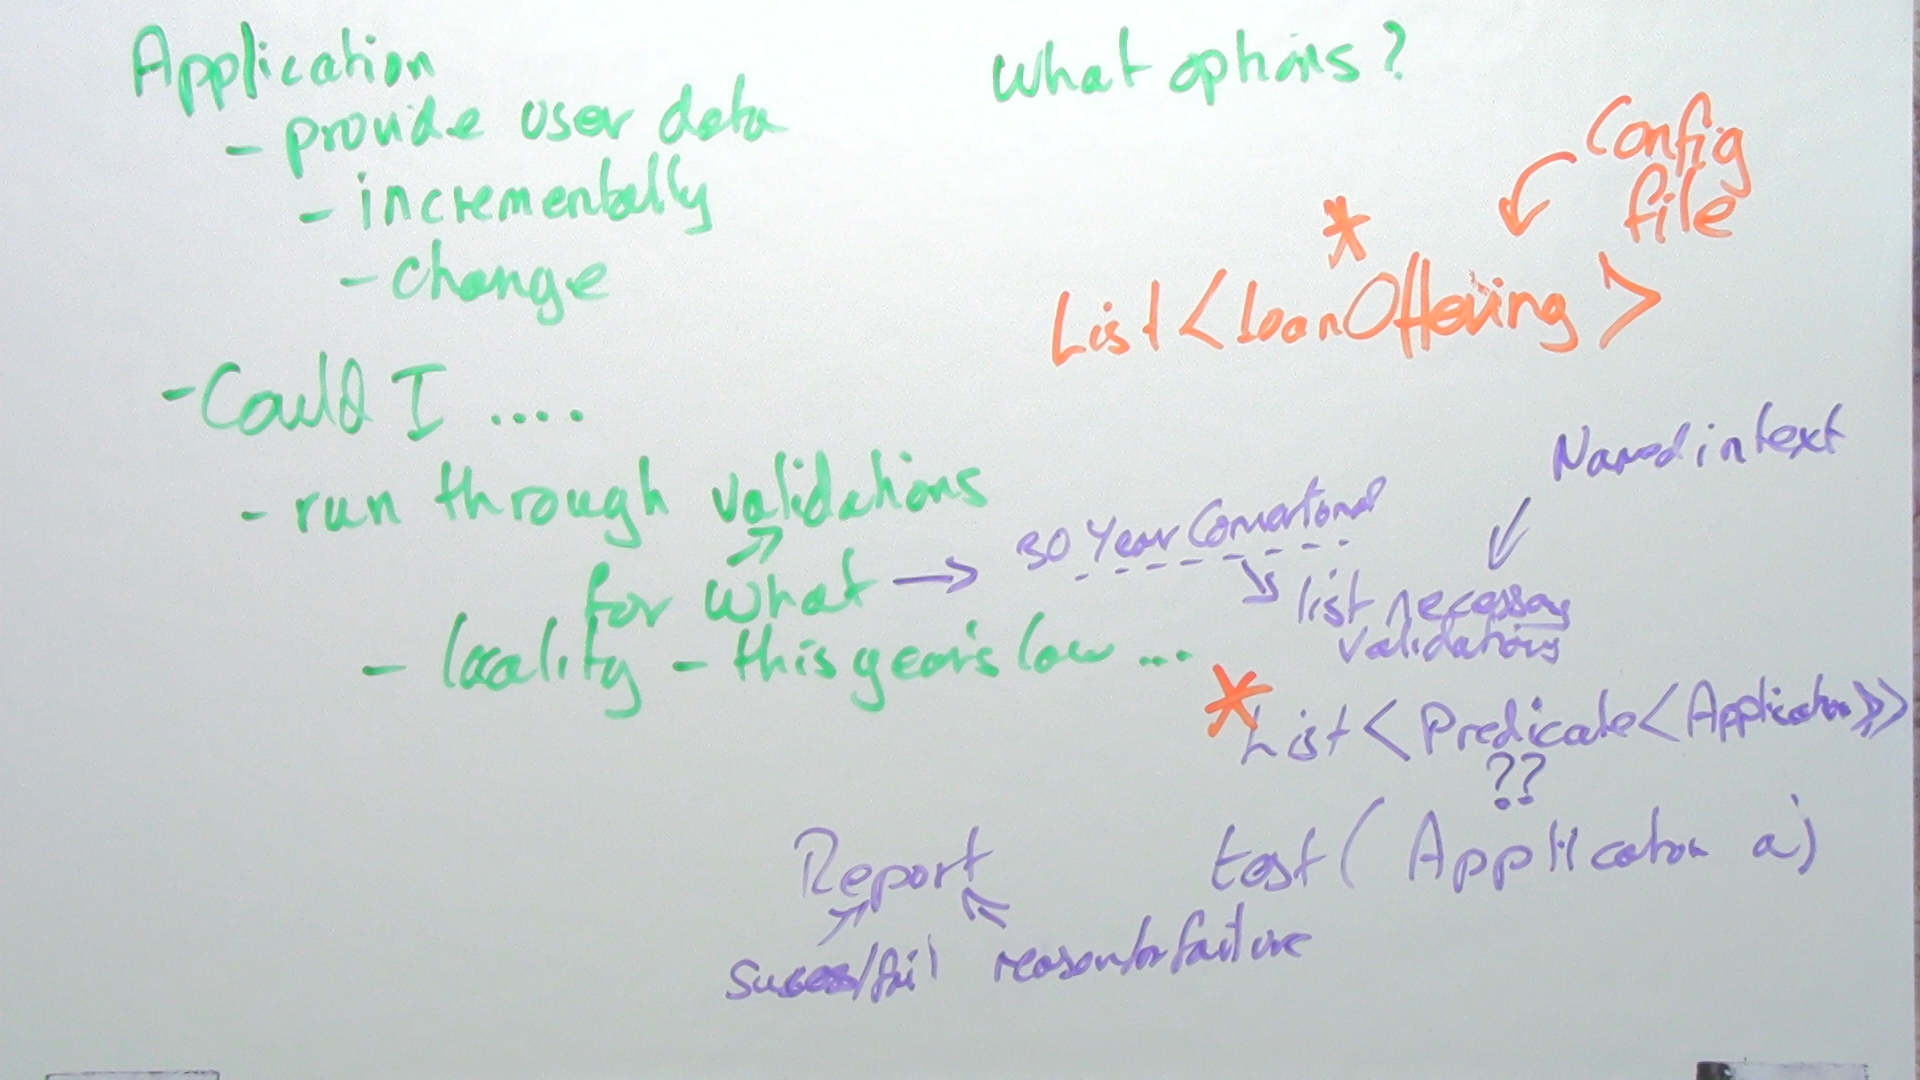 Application
- provide user data
- incrementally
- change
- Could I ....
- run through validations
for what
- locality - this year's law ...
What options?
Config
file
*
List<LoanOffering>
Named in text
30 Year Conventional
list necessary
validations
* List<Predicate<Application>>
??
test( Application a)
Report
success/fail reason for failure